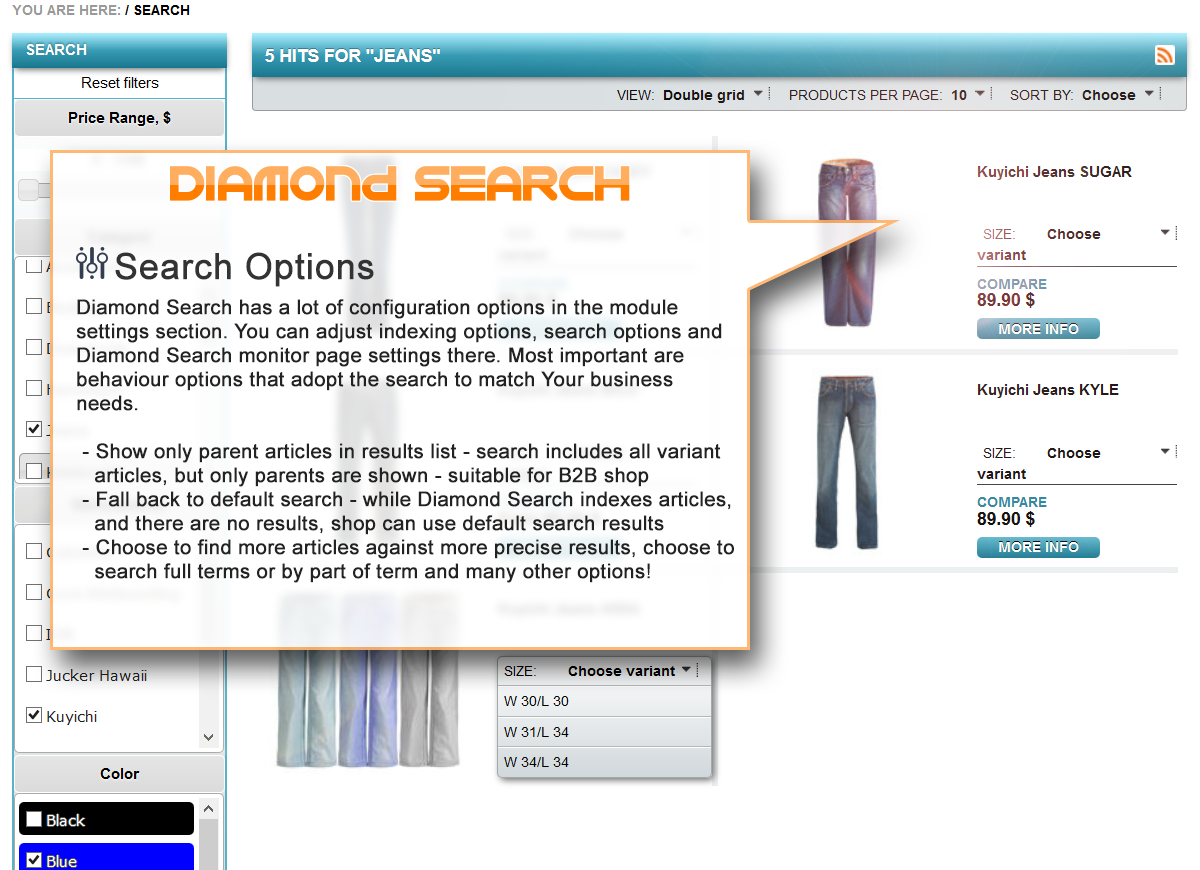 YOU ARE HERE: / SEARCH
SEARCH
Reset filters
Price Range, $
5 HITS FOR "JEANS"
VIEW: Double grid
PRODUCTS PER PAGE: 10
SORT BY: Choose
DIAMOND SEARCH
Search Options
Diamond Search has a lot of configuration options in the module
settings section. You can adjust indexing options, search options and
Diamond Search monitor page settings there. Most important are
behaviour options that adopt the search to match Your business
needs.
- Show only parent articles in results list - search includes all variant
articles, but only parents are shown - suitable for B2B shop
- Fall back to default search - while Diamond Search indexes articles,
and there are no results, shop can use default search results
- Choose to find more articles against more precise results, choose to
search full terms or by part of term and many other options!
Kuyichi Jeans SUGAR
SIZE: Choose
variant
COMPARE
89.90 $
MORE INFO
Kuyichi Jeans KYLE
SIZE: Choose
variant
COMPARE
89.90 $
MORE INFO
SIZE: Choose variant
W 30/L 30
W 31/L 34
W 34/L 34
Jucker Hawaii
Kuyichi
Color
Black
Blue